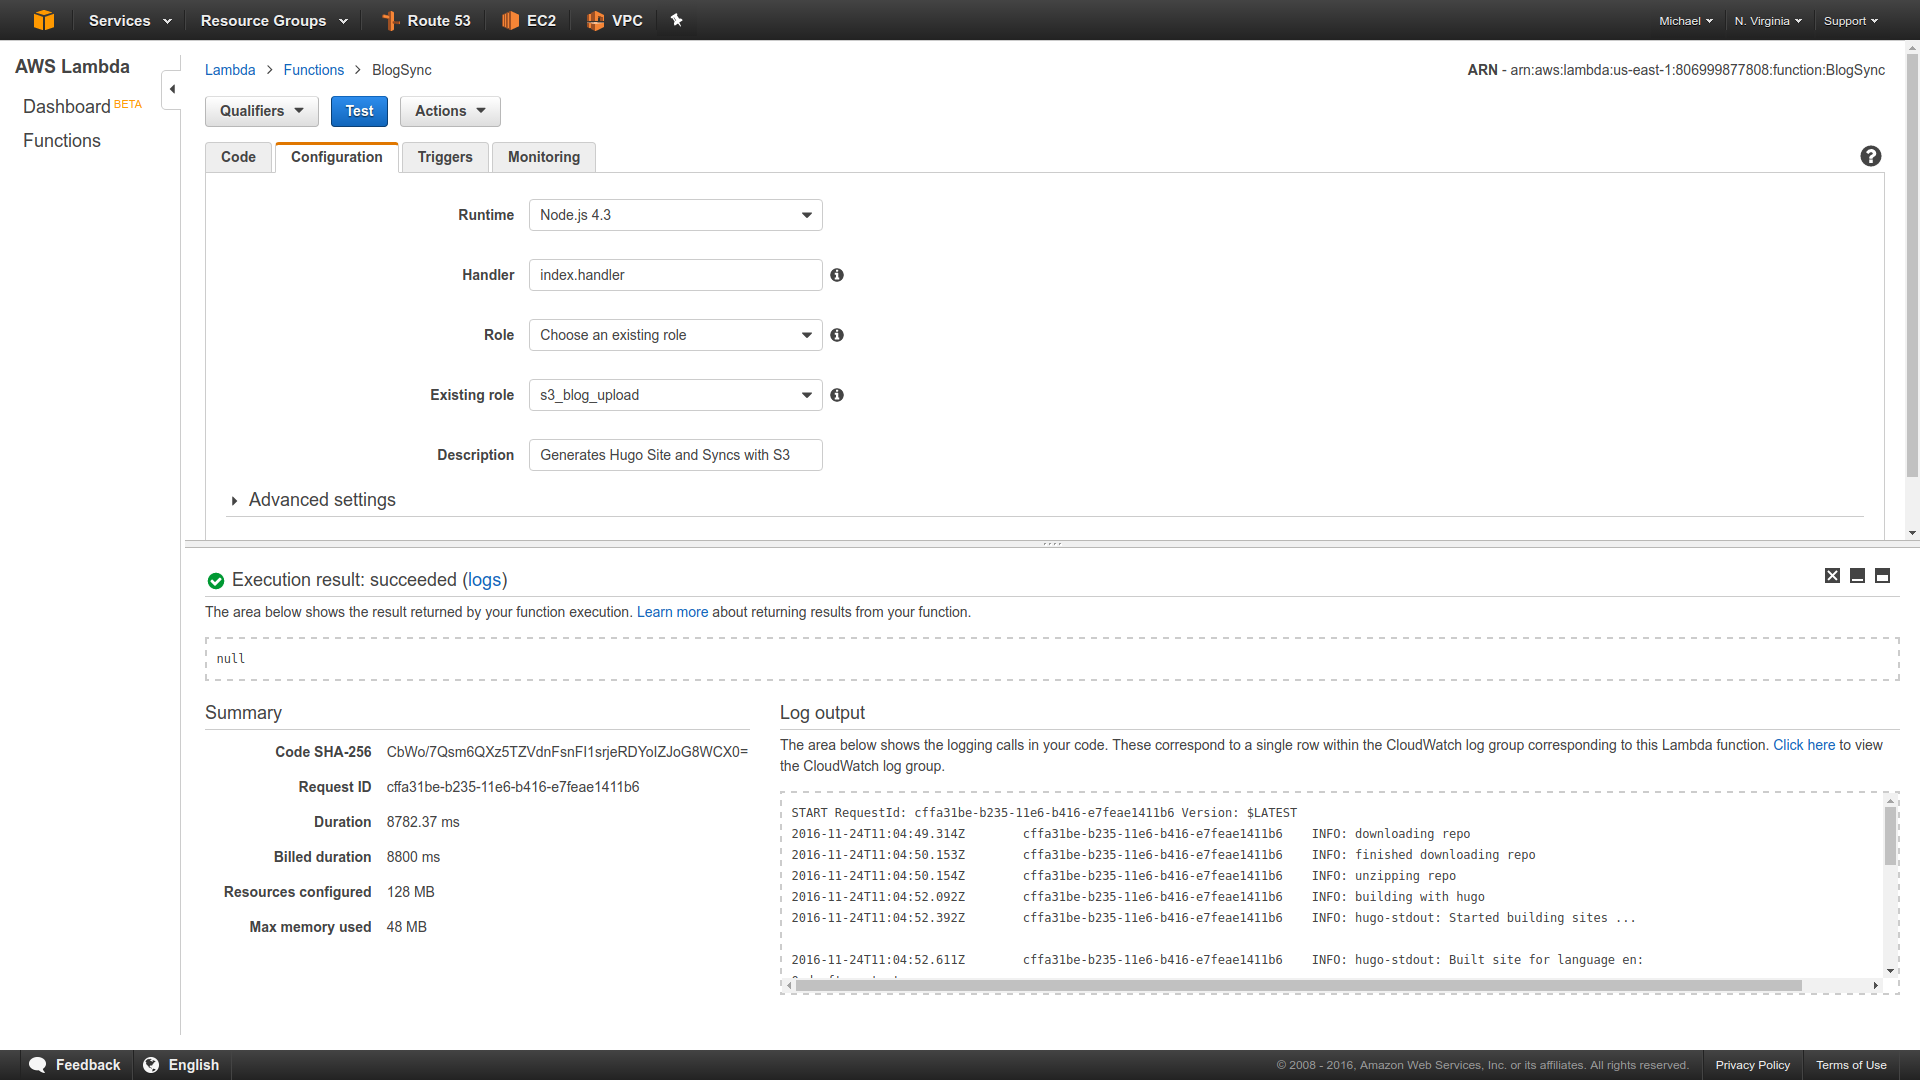 Services Resource Groups Route 53 EC2 VPC Michael N. Virginia Support
AWS Lambda
Dashboard BETA
Functions
Lambda > Functions > BlogSync
ARN - arn:aws:lambda:us-east-1:806999877808:function:BlogSync
Qualifiers Test Actions
Code Configuration Triggers Monitoring
Runtime Node.js 4.3
Handler index.handler
Role Choose an existing role
Existing role s3_blog_upload
Description Generates Hugo Site and Syncs with S3
Advanced settings
Execution result: succeeded (logs)
The area below shows the result returned by your function execution. Learn more about returning results from your function.
null
Summary
Code SHA-256 CbWo/7Qsm6QXz5TZVdnFsnFI1srjeRDYoIZJoG8WCX0=
Request ID cffa31be-b235-11e6-b416-e7feae1411b6
Duration 8782.37 ms
Billed duration 8800 ms
Resources configured 128 MB
Max memory used 48 MB
Log output
The area below shows the logging calls in your code. These correspond to a single row within the CloudWatch log group corresponding to this Lambda function. Click here to view
the CloudWatch log group.
START RequestId: cffa31be-b235-11e6-b416-e7feae1411b6 Version: $LATEST
2016-11-24T11:04:49.314Z cffa31be-b235-11e6-b416-e7feae1411b6 INFO: downloading repo
2016-11-24T11:04:50.153Z cffa31be-b235-11e6-b416-e7feae1411b6 INFO: finished downloading repo
2016-11-24T11:04:50.154Z cffa31be-b235-11e6-b416-e7feae1411b6 INFO: unzipping repo
2016-11-24T11:04:52.092Z cffa31be-b235-11e6-b416-e7feae1411b6 INFO: building with hugo
2016-11-24T11:04:52.392Z cffa31be-b235-11e6-b416-e7feae1411b6 INFO: hugo-stdout: Started building sites ...
2016-11-24T11:04:52.611Z cffa31be-b235-11e6-b416-e7feae1411b6 INFO: hugo-stdout: Built site for language en:
Feedback English © 2008 - 2016, Amazon Web Services, Inc. or its affiliates. All rights reserved. Privacy Policy Terms of Use